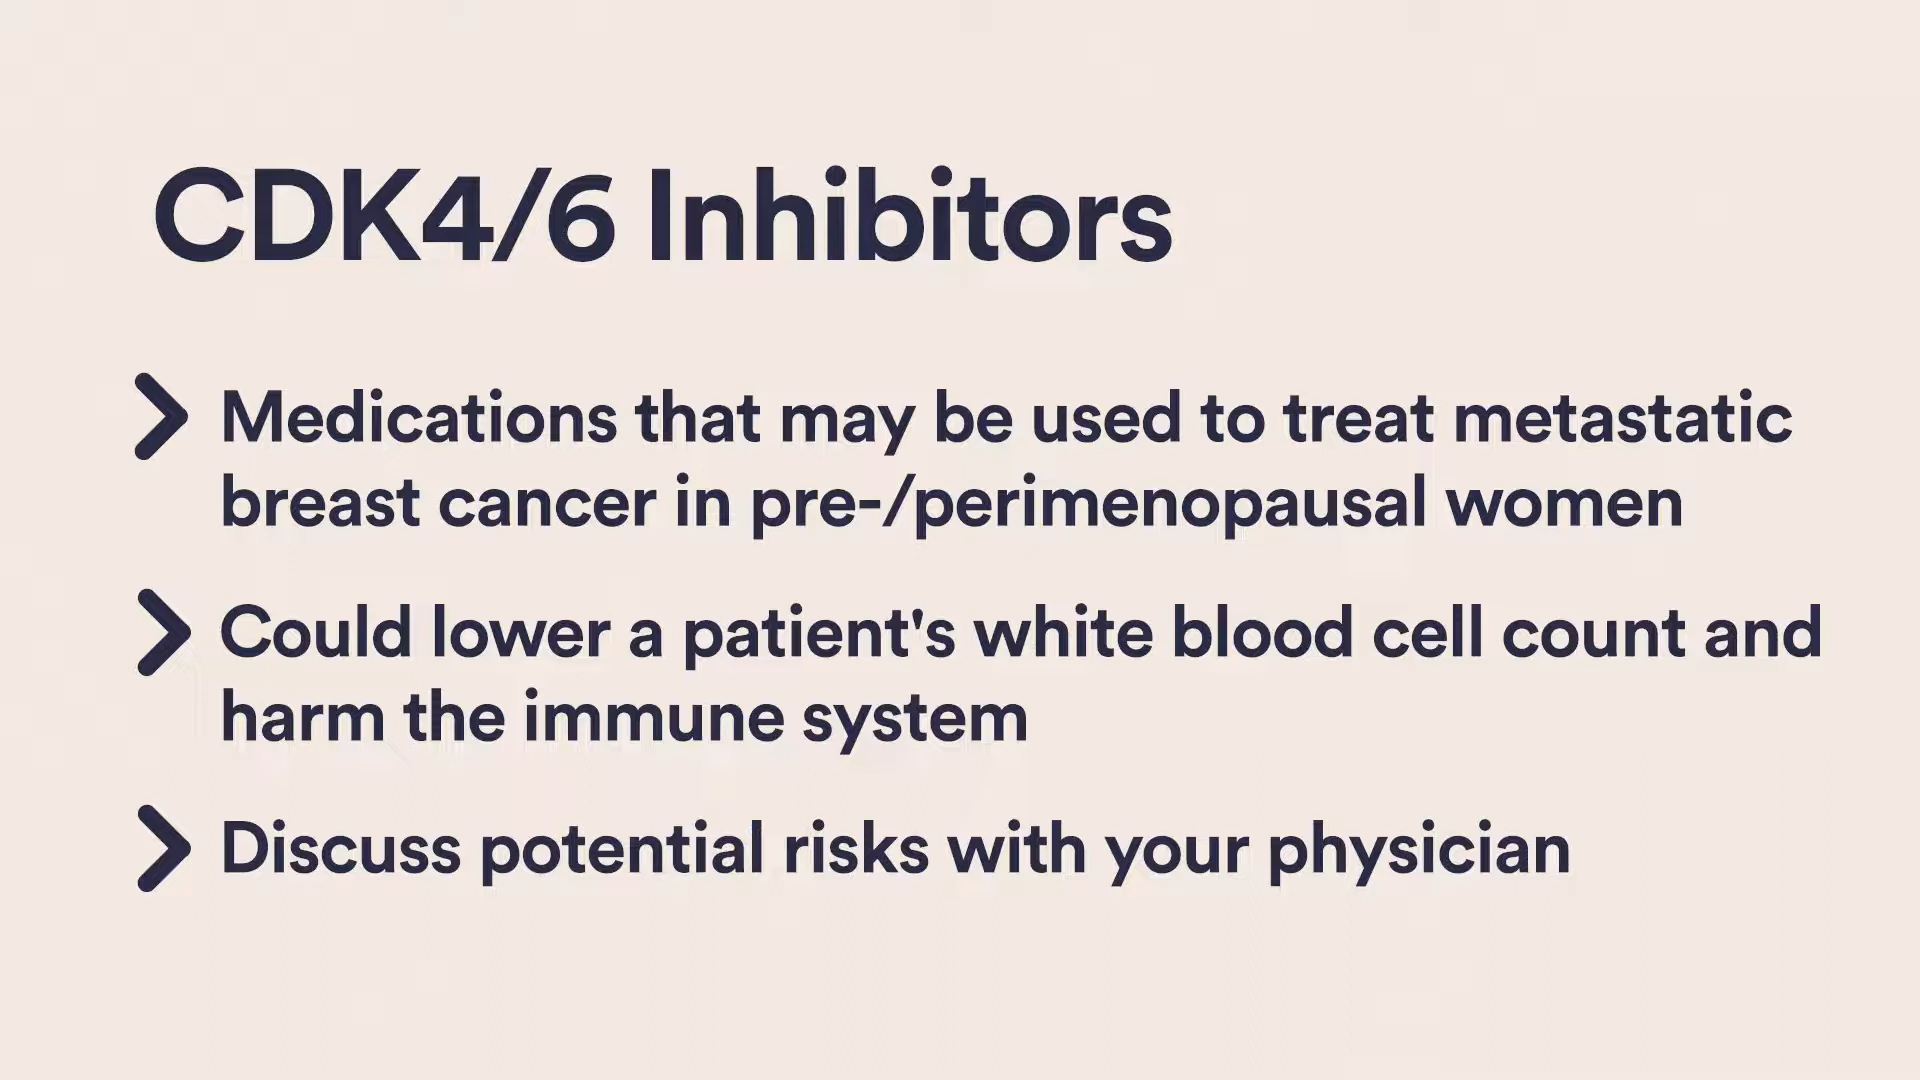 CDK4/6 Inhibitors
Medications that may be used to treat metastatic
breast cancer in pre-/perimenopausal women
Could lower a patient's white blood cell count and
harm the immune system
Discuss potential risks with your physician